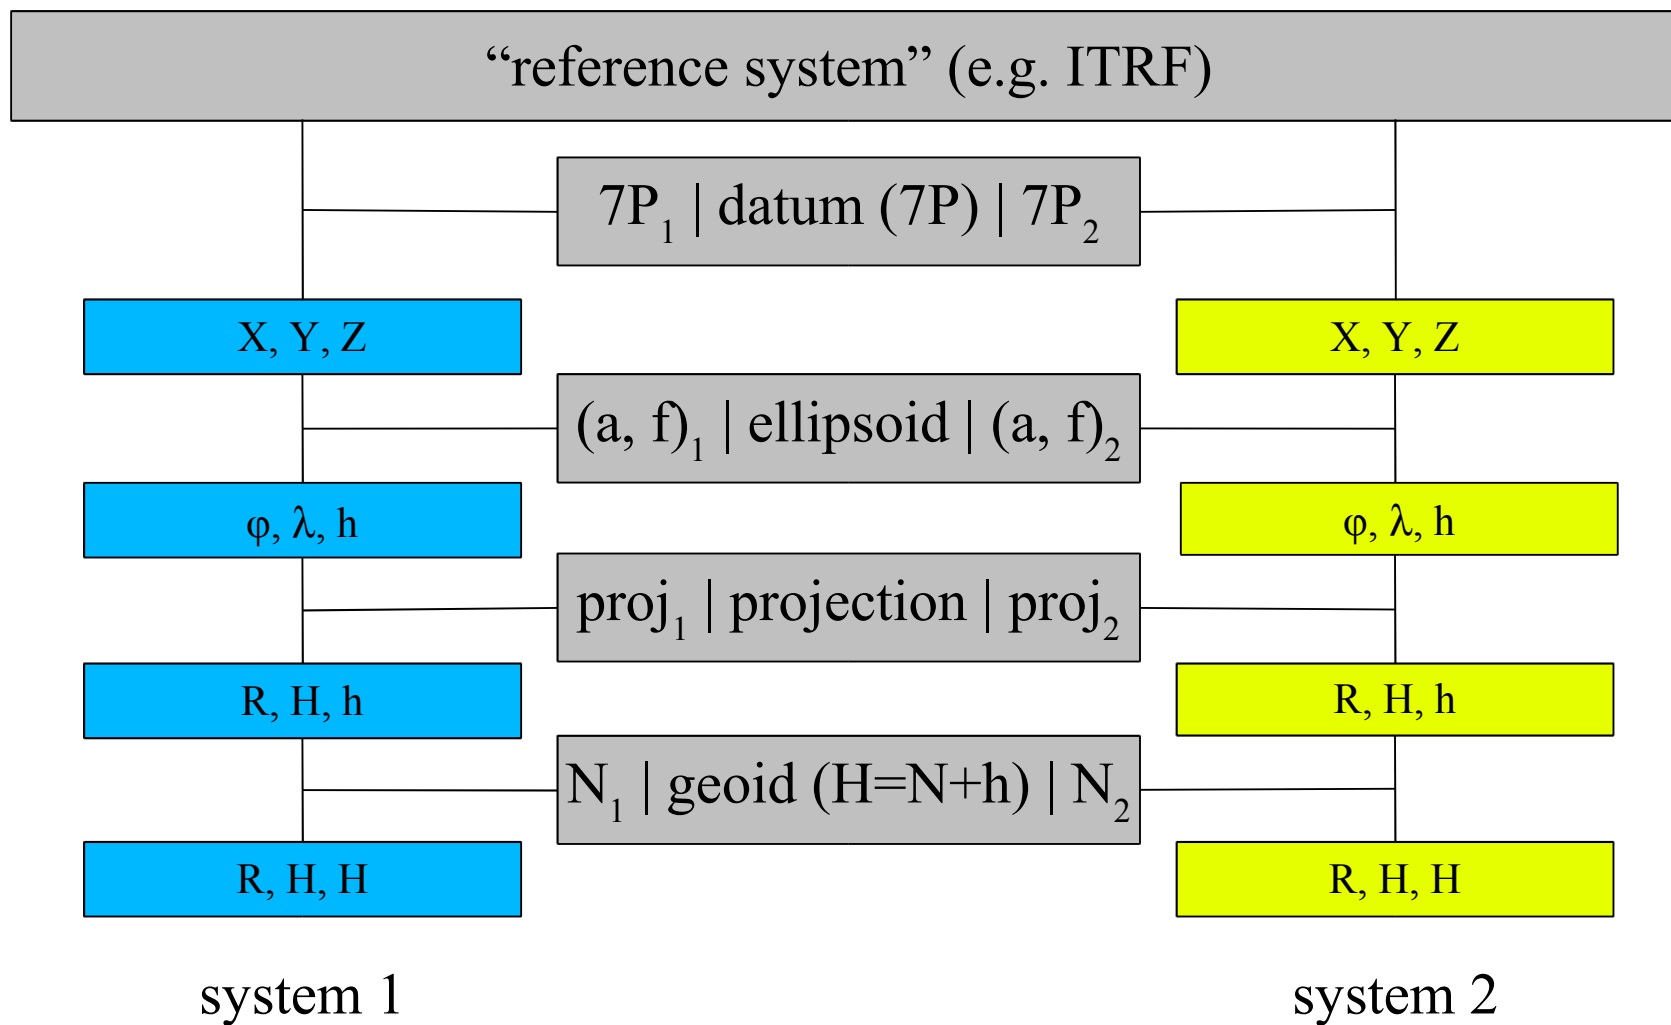 “reference system” (e.g. ITRF)
7P₁ | datum (7P) | 7P₂
X, Y, Z
X, Y, Z
(a, f)₁ | ellipsoid | (a, f)₂
φ, λ, h
φ, λ, h
proj₁ | projection | proj₂
R, H, h
R, H, h
N₁ | geoid (H=N+h) | N₂
R, H, H
R, H, H
system 1
system 2